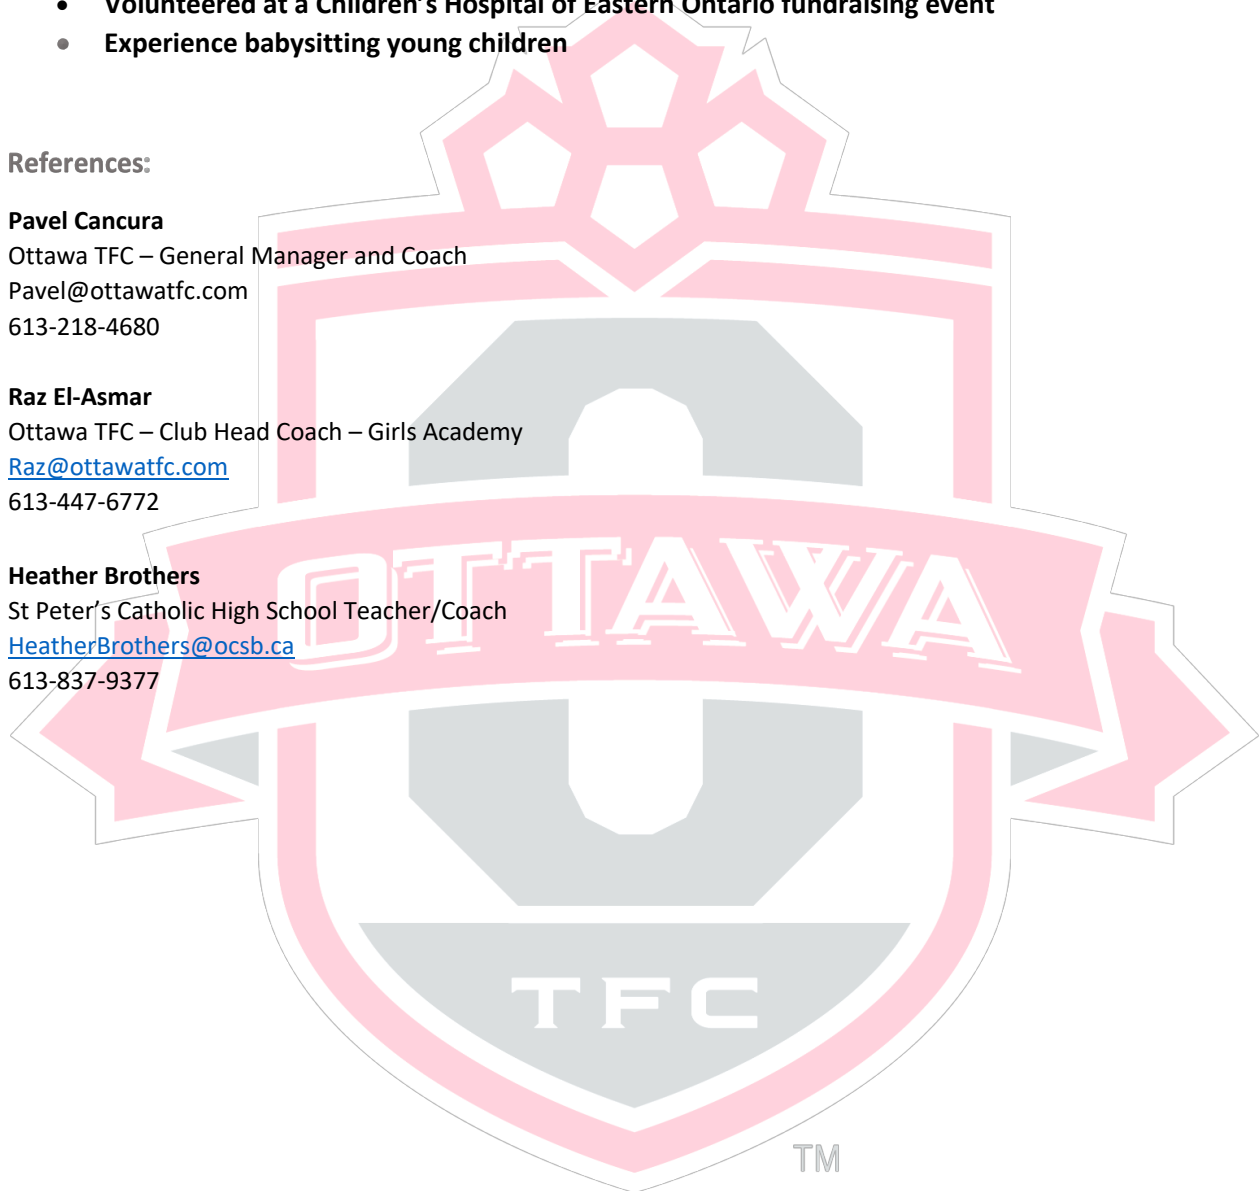 • Volunteered at a Children's Hospital of Eastern Ontario fundraising event
• Experience babysitting young children
References:
Pavel Cancura
Ottawa TFC – General Manager and Coach
Pavel@ottawatfc.com
613-218-4680
Raz El-Asmar
Ottawa TFC – Club Head Coach – Girls Academy
Raz@ottawatfc.com
613-447-6772
Heather Brothers
St Peter's Catholic High School Teacher/Coach
HeatherBrothers@ocsb.ca
613-837-9377
OTTAWA
TFC
TM